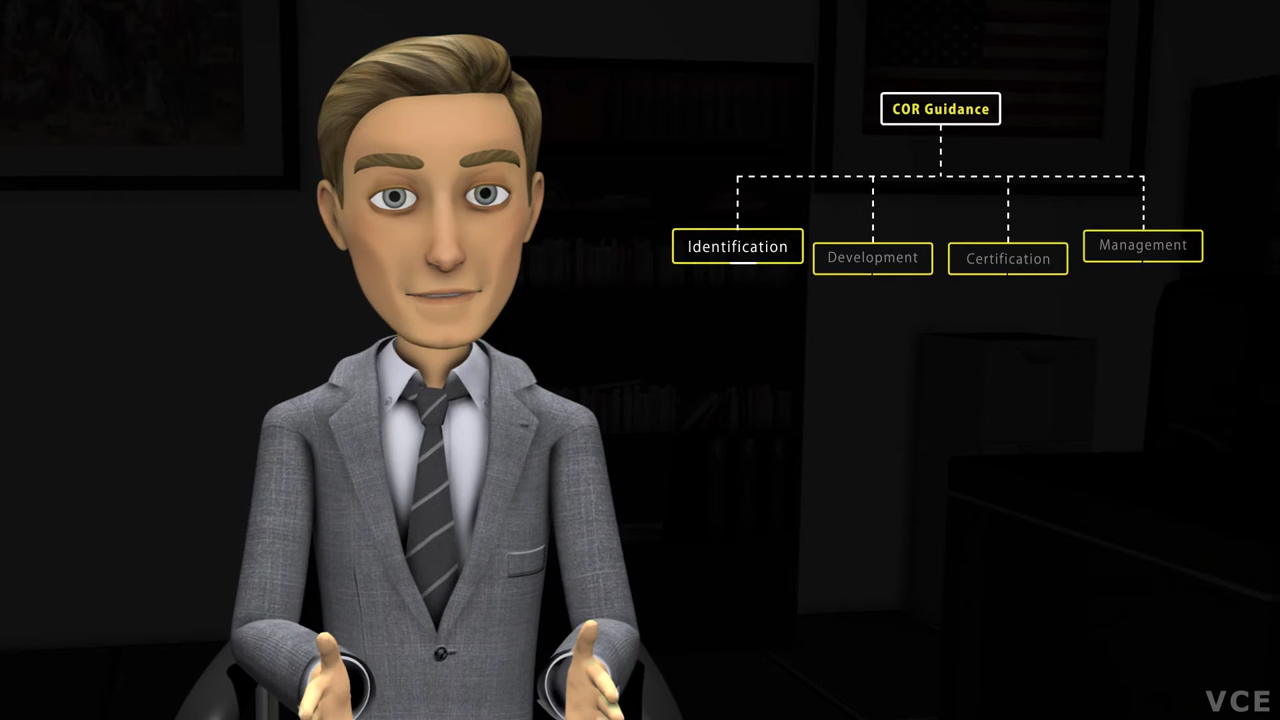 COR Guidance
Identification
Development
Certification
Management
VCE